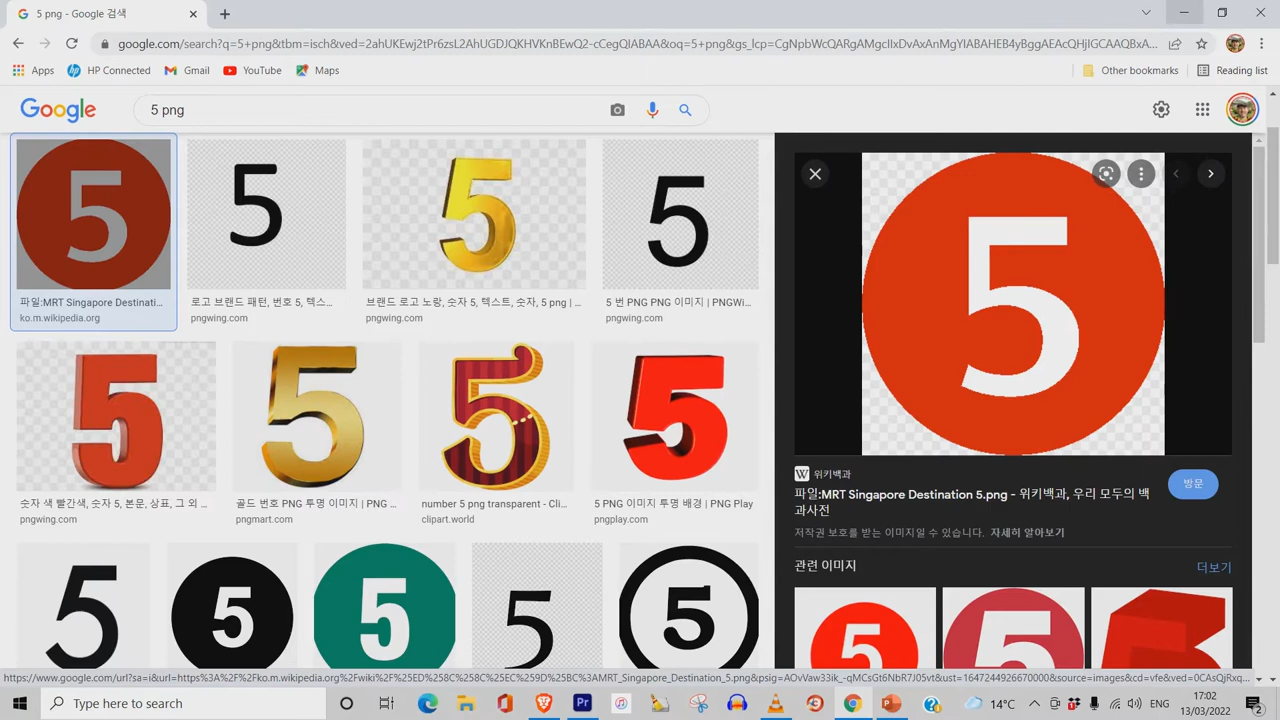 5 png - Google 검색
google.com/search?q=5+png&tbm=isch&ved=2ahUKEwj2tPr6zsL2AhUGDJQKHWXnBEwQ2-cCegQIABAA&oq=5+png&gs_lcp=CgNpbWcQARgAMgcIIxDvAxAnMgYIABAHEB4yBggAEAcQHjIGCAAQBxA...
Apps
HP Connected
Gmail
YouTube
Maps
Other bookmarks
Reading list
Google
5 png
5
5
5
5
5
파일:MRT Singapore Destinati...
ko.m.wikipedia.org
로고 브랜드 패턴, 번호 5, 텍스...
pngwing.com
브랜드 로고 노랑, 숫자 5, 텍스트, 숫자, 5 png | ...
pngwing.com
5 번 PNG PNG 이미지 | PNGWi...
pngwing.com
5
5
5
5
숫자 색 빨간색, 숫자 5, 본문, 상표, 그 외 ...
pngwing.com
골드 번호 PNG 투명 이미지 | PNG ...
pngmart.com
number 5 png transparent - Cli...
clipart.world
5 PNG 이미지 투명 배경 | PNG Play
pngplay.com
W 위키백과
파일:MRT Singapore Destination 5.png - 위키백과, 우리 모두의 백
과사전
방문
저작권 보호를 받는 이미지일 수 있습니다. 자세히 알아보기
관련 이미지
더보기
5
5
5
5
5
5
5
5
https://www.google.com/url?sa=i&url=https%3A%2F%2Fko.m.wikipedia.org%2Fwiki%2F%25ED%258C%258C%25EC%259D%25BC%3AMRT_Singapore_Destination_5.png&psig=AOvVaw33ik_-qMCsGt6NbR7J05vt&ust=1647244926670000&source=images&cd=vfe&ved=0CAsQjRxq...
Type here to search
Pr
14°C
ENG
17:02
13/03/2022
2